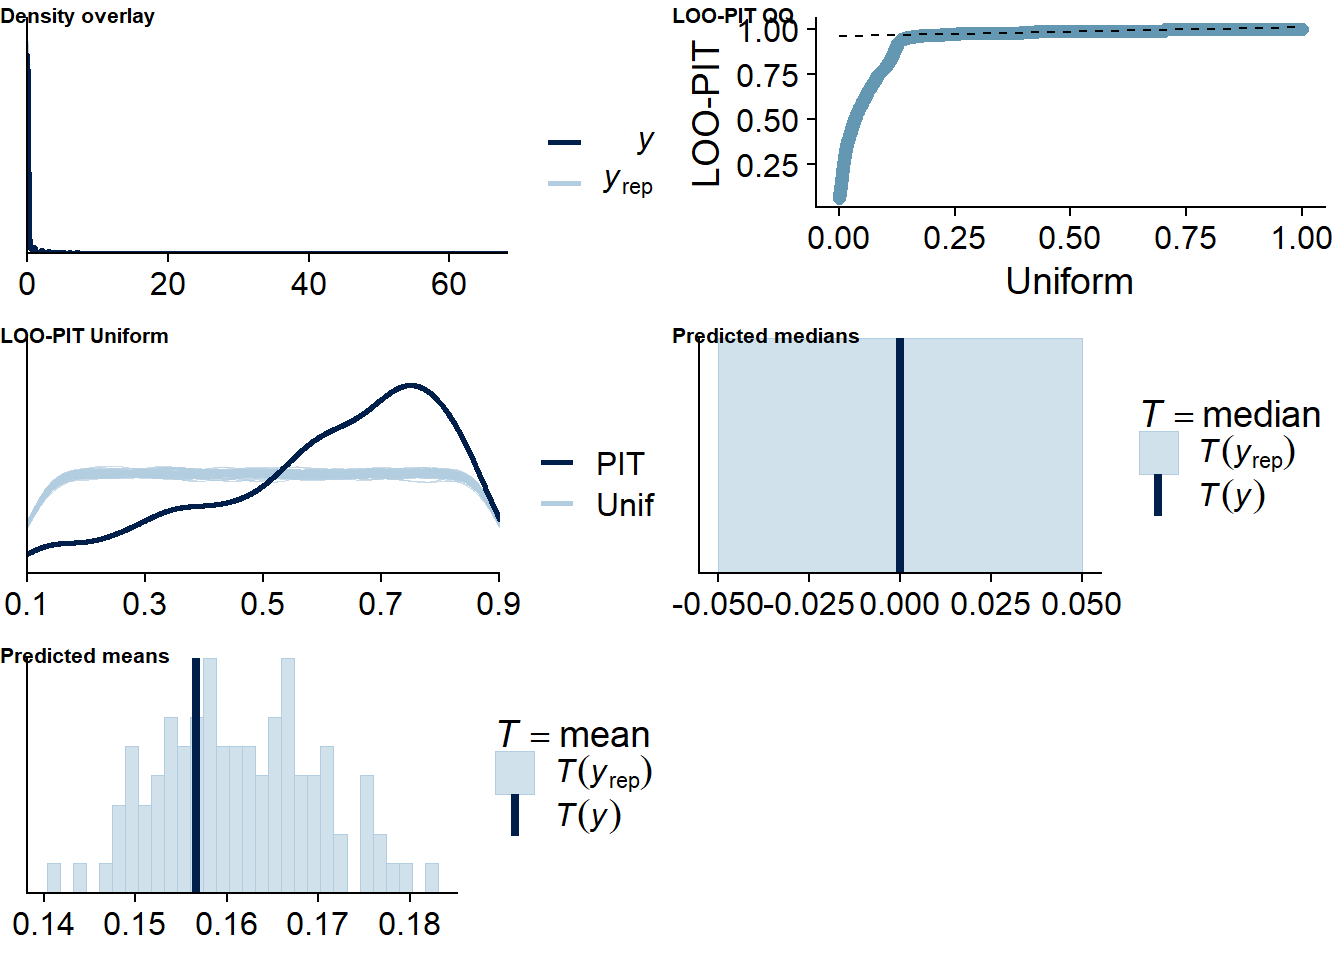 Density overlay
y
y rep
0 20 40 60
LOO-PIT QQ
LOO-PIT
1.00
0.75
0.50
0.25
0.00 0.25 0.50 0.75 1.00
Uniform
LOO-PIT Uniform
PIT
Unif
0.1 0.3 0.5 0.7 0.9
Predicted medians
T = median
T(y rep)
T(y)
-0.050 -0.025 0.000 0.025 0.050
Predicted means
T = mean
T(y rep)
T(y)
0.14 0.15 0.16 0.17 0.18